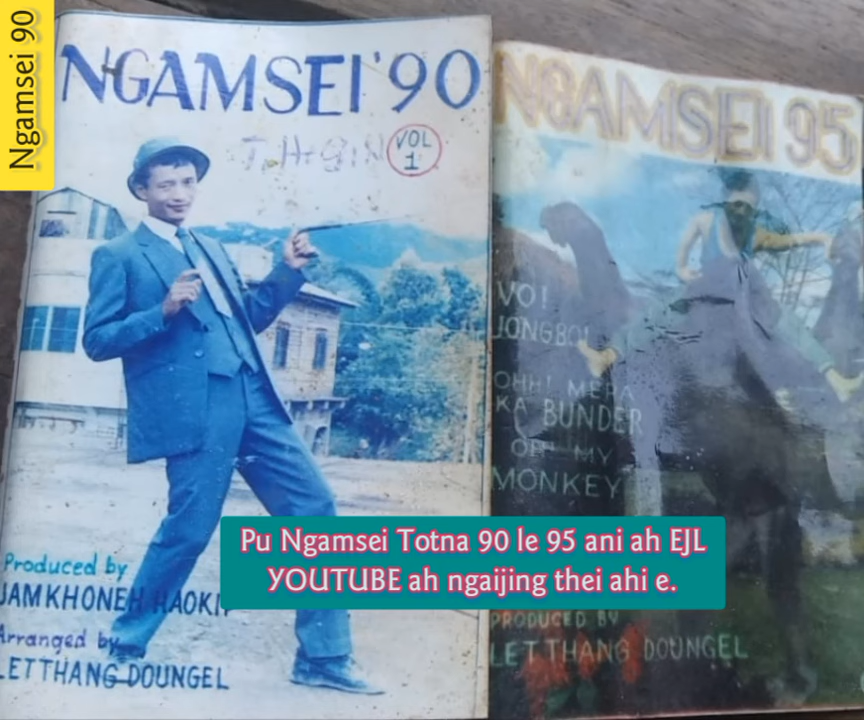 Ngamsei 90
NGAMSEI '90
VOL
1
Produced by
JAMKHONEH HAOKIP
Arranged by
LETTHANG DOUNGEL
NGAMSEI 95
VO!
JONGBOI
OHH! MERA
KA BUNDER
OH! MY
MONKEY
PRODUCED BY
LETTHANG DOUNGEL
Pu Ngamsei Totna 90 le 95 ani ah EJL
YOUTUBE ah ngaijing thei ahi e.